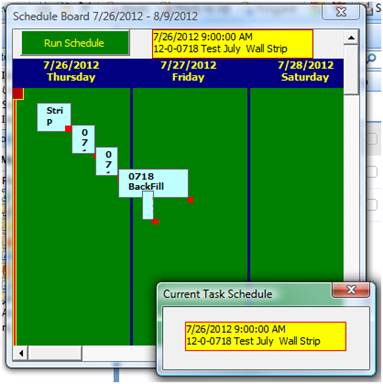 Schedule Board 7/26/2012 - 8/9/2012
Run Schedule
7/26/2012 9:00:00 AM
12-0-0718 Test July Wall Strip
7/26/2012 7/27/2012 7/28/2012
Thursday Friday Saturday
Stri
p
0
7
0
7
0718
BackFill
Current Task Schedule
7/26/2012 9:00:00 AM
12-0-0718 Test July Wall Strip